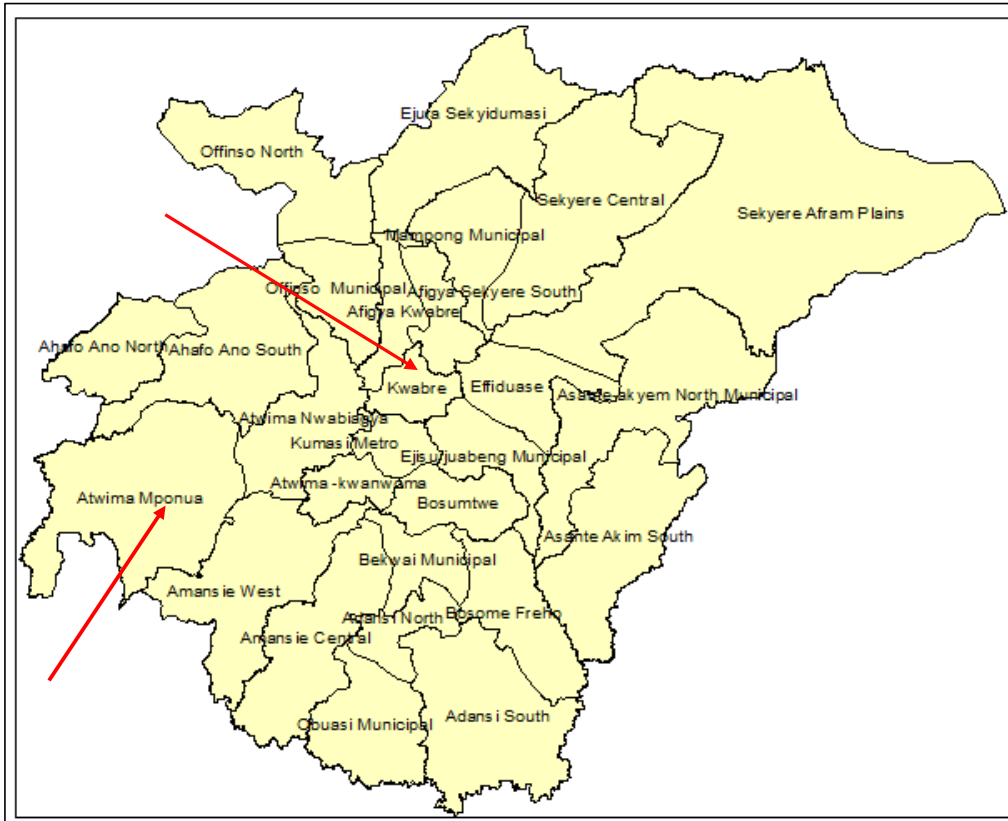 Ejura Sekyidumasi
Offinso North
Sekyere Central
Sekyere Afram Plains
Mampong Municipal
Offinso Municipal
Afigya Sekyere South
Afigya Kwabre
Ahafo Ano North
Ahafo Ano South
Kwabre
Effiduase
Asante-akyem North Municipal
Atwima Nwabiagya
Kumasi Metro
Ejisu-juabeng Municipal
Atwima -kwanwama
Atwima Mponua
Bosumtwe
Asante Akim South
Bekwai Municipal
Amansie West
Adansi North
Bosome Freho
Amansie Central
Obuasi Municipal
Adansi South